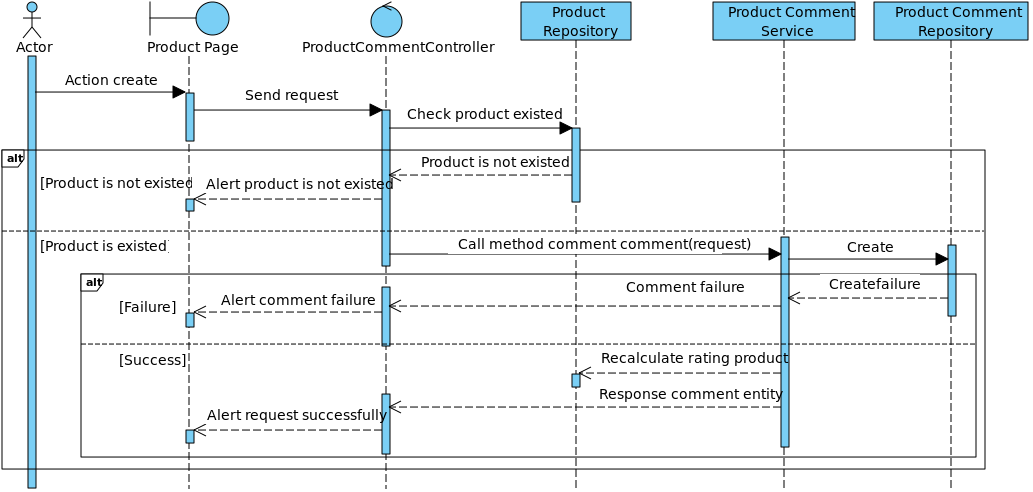 Actor
Product Page
ProductCommentController
Product
Repository
Product Comment
Service
Product Comment
Repository
Action create
Send request
Check product existed
alt
Product is not existed
[Product is not existed
Alert product is not existed
[Product is existed]
Call method comment comment(request)
Create
alt
Createfailure
Comment failure
Alert comment failure
[Failure]
[Success]
Recalculate rating product
Response comment entity
Alert request successfully